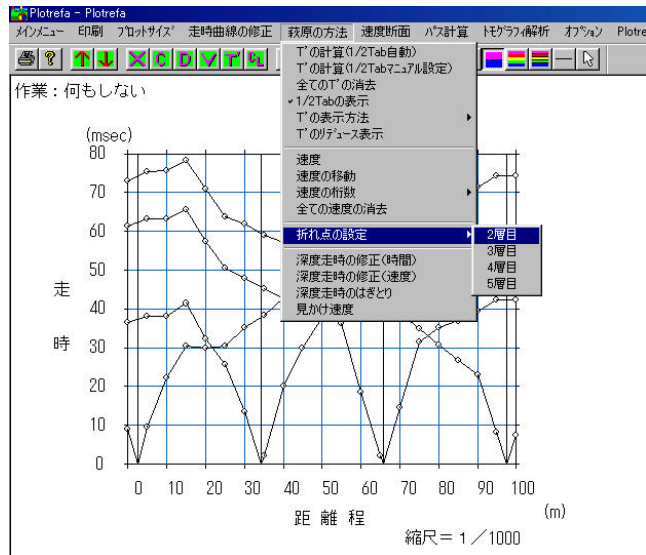 Plotrefa - Plotrefa
メインメニュー 印刷 プロットサイズ 走時曲線の修正 萩原の方法 速度断面 パス計算 トモグラフィ解析 オプション Plotre
作業：何もしない
T'の計算(1/2Tab自動)
T'の計算(1/2Tabマニュアル設定)
全てのT'の消去
✓1/2Tabの表示
T'の表示方法
T'のリデュース表示
速度
速度の移動
速度の桁数
全ての速度の消去
折れ点の設定
深度走時の修正(時間)
深度走時の修正(速度)
深度走時のはぎとり
見かけ速度
2層目
3層目
4層目
5層目
(msec)
80
70
60
50
40
30
20
10
0
走時
0 10 20 30 40 50 60 70 80 90 100
(m)
距離程
縮尺＝1／1000